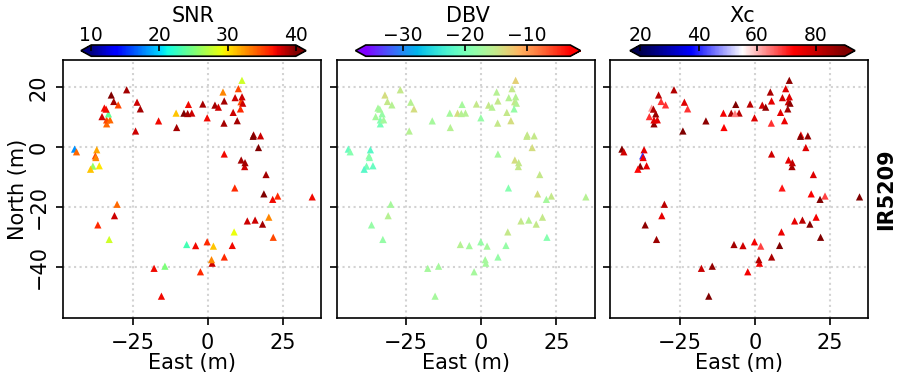 SNR DBV Xc
10 20 30 40 −30 −20 −10 20 40 60 80
20
0
−20
−40
North (m)
IR5209
−25 0 25 −25 0 25 −25 0 25
East (m) East (m) East (m)